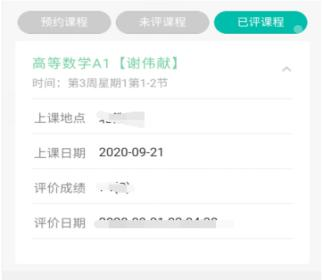 预约课程 未评课程 已评课程
高等数学A1【谢伟献】
时间：第3周星期1第1-2节
上课地点
上课日期 2020-09-21
评价成绩
评价日期